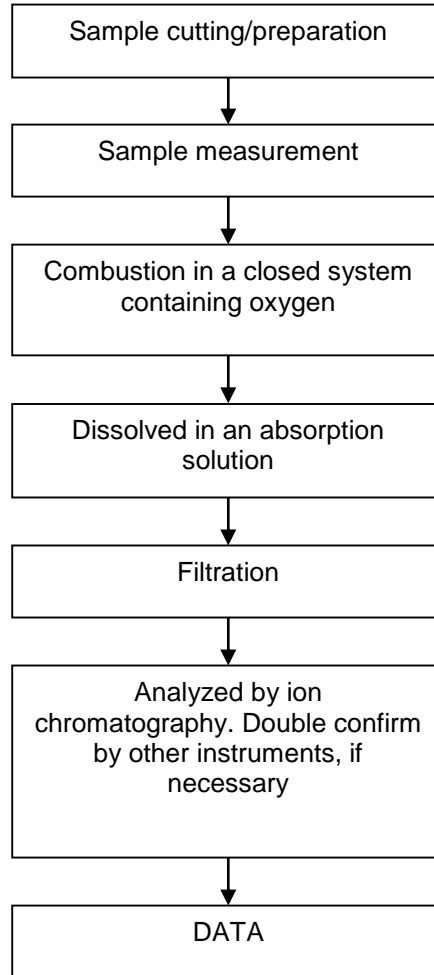 Sample cutting/preparation
Sample measurement
Combustion in a closed system
containing oxygen
Dissolved in an absorption
solution
Filtration
Analyzed by ion
chromatography. Double confirm
by other instruments, if
necessary
DATA